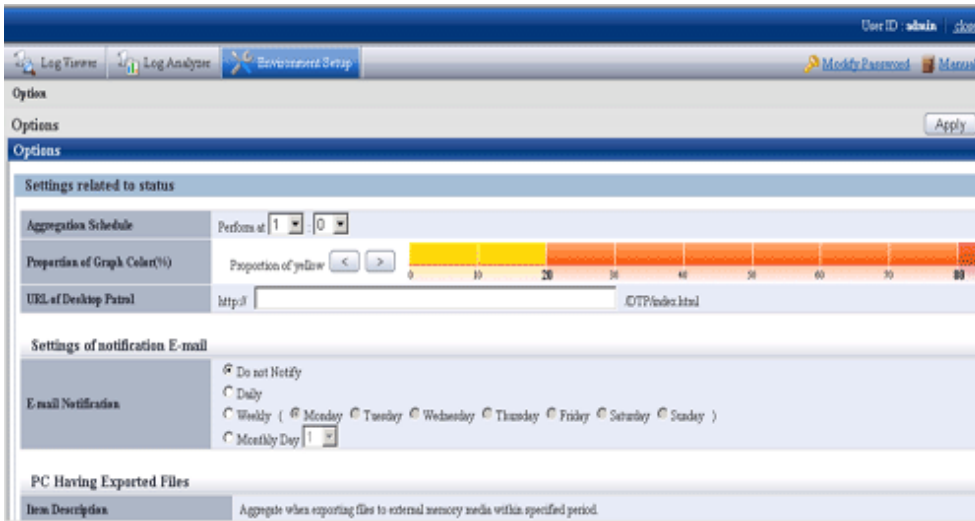 User ID : admin close
Log Viewer Log Analyzer Environment Setup Modify Password Manual
Option
Options Apply
Options
Settings related to status
Aggregation Schedule Perform at 1 : 0
Proportion of Graph Color(%) Proportion of yellow < > 0 10 20 30 40 50 60 70 80
URL of Desktop Patrol http:// /DTP/index.html
Settings of notification E-mail
E-mail Notification
Do not Notify
Daily
Weekly ( Monday Tuesday Wednesday Thursday Friday Saturday Sunday )
Monthly Day 1
PC Having Exported Files
Item Description Aggregate when exporting files to external memory media within specified period.